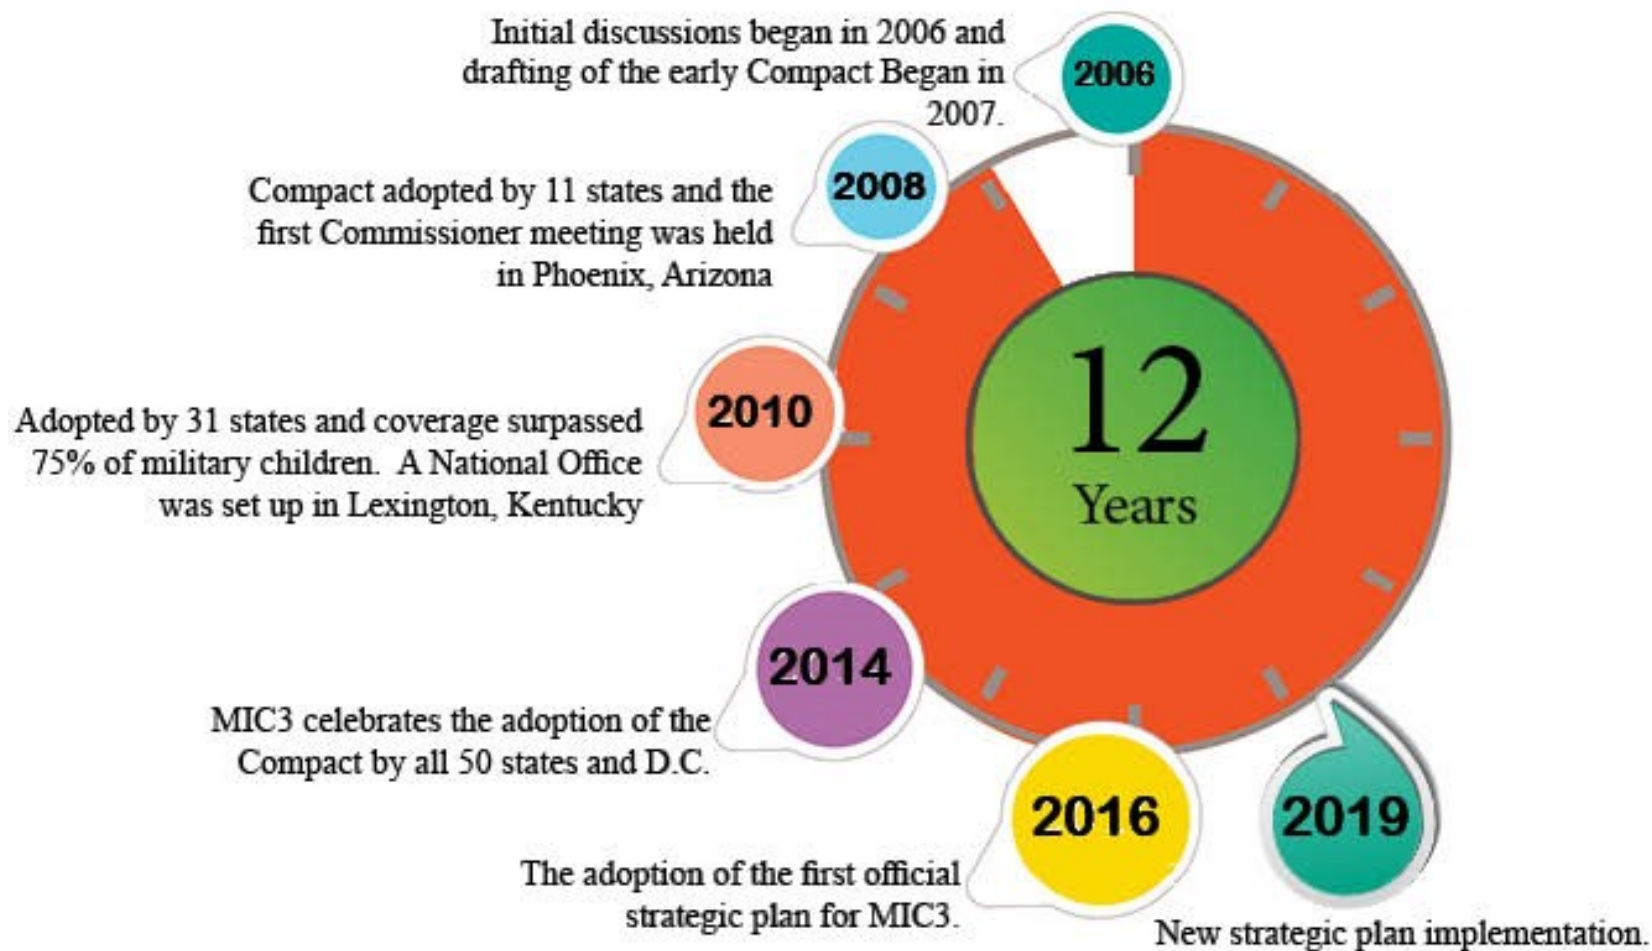 Initial discussions began in 2006 and
drafting of the early Compact Began in
2007.
2006
Compact adopted by 11 states and the
first Commissioner meeting was held
in Phoenix, Arizona
2008
Adopted by 31 states and coverage surpassed
75% of military children.  A National Office
was set up in Lexington, Kentucky
2010
12
Years
MIC3 celebrates the adoption of the
Compact by all 50 states and D.C.
2014
The adoption of the first official
strategic plan for MIC3.
2016
2019
New strategic plan implementation.